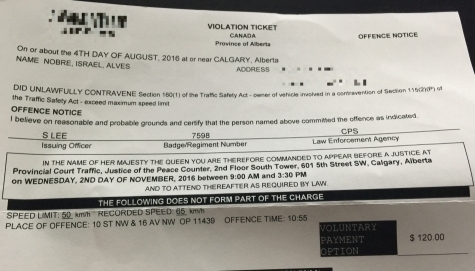 VIOLATION TICKET
CANADA
Province of Alberta
OFFENCE NOTICE
On or about the 4TH DAY OF AUGUST, 2016 at or near CALGARY, Alberta
NAME NOBRE, ISRAEL, ALVES
ADDRESS
DID UNLAWFULLY CONTRAVENE Section 160(1) of the Traffic Safety Act - owner of vehicle involved in a contravention of Section 115(2)(P) of
the Traffic Safety Act - exceed maximum speed limit
OFFENCE NOTICE
I believe on reasonable and probable grounds and certify that the person named above committed the offence as indicated.
S LEE 7598 CPS
Issuing Officer Badge/Regiment Number Law Enforcement Agency
IN THE NAME OF HER MAJESTY THE QUEEN YOU ARE THEREFORE COMMANDED TO APPEAR BEFORE A JUSTICE AT
Provincial Court Traffic, Justice of the Peace Counter, 2nd Floor South Tower, 601 5th Street SW, Calgary, Alberta
on WEDNESDAY, 2ND DAY OF NOVEMBER, 2016 between 9:00 AM and 3:30 PM
AND TO ATTEND THEREAFTER AS REQUIRED BY LAW.
THE FOLLOWING DOES NOT FORM PART OF THE CHARGE
SPEED LIMIT: 50 km/h RECORDED SPEED: 65 km/h
PLACE OF OFFENCE: 10 ST NW & 16 AV NW OP 11439 OFFENCE TIME: 10:55
VOLUNTARY
PAYMENT
OPTION
$ 120.00